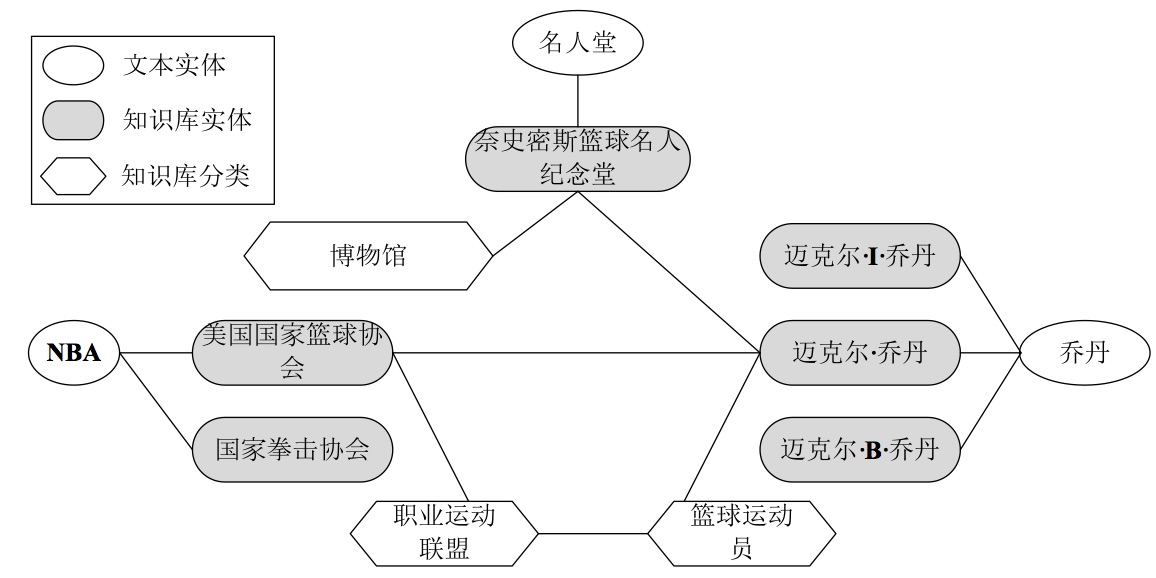 文本实体
知识库实体
知识库分类
名人堂
奈史密斯篮球名人
纪念堂
博物馆
迈克尔·I·乔丹
NBA
美国国家篮球协
会
迈克尔·乔丹
乔丹
国家拳击协会
迈克尔·B·乔丹
职业运动
联盟
篮球运动
员